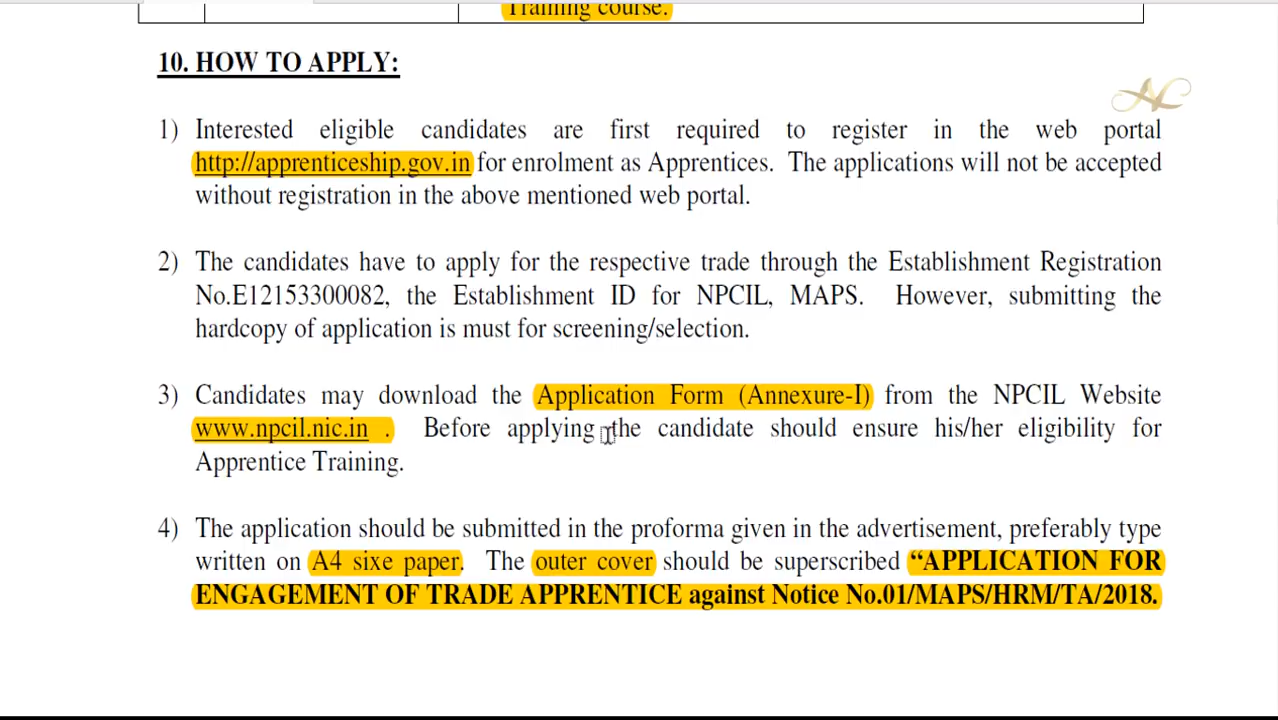 Training course.
10. HOW TO APPLY:
1) Interested eligible candidates are first required to register in the web portal
http://apprenticeship.gov.in for enrolment as Apprentices. The applications will not be accepted
without registration in the above mentioned web portal.
2) The candidates have to apply for the respective trade through the Establishment Registration
No.E12153300082, the Establishment ID for NPCIL, MAPS. However, submitting the
hardcopy of application is must for screening/selection.
3) Candidates may download the Application Form (Annexure-I) from the NPCIL Website
www.npcil.nic.in . Before applying the candidate should ensure his/her eligibility for
Apprentice Training.
4) The application should be submitted in the proforma given in the advertisement, preferably type
written on A4 sixe paper. The outer cover should be superscribed “APPLICATION FOR
ENGAGEMENT OF TRADE APPRENTICE against Notice No.01/MAPS/HRM/TA/2018.